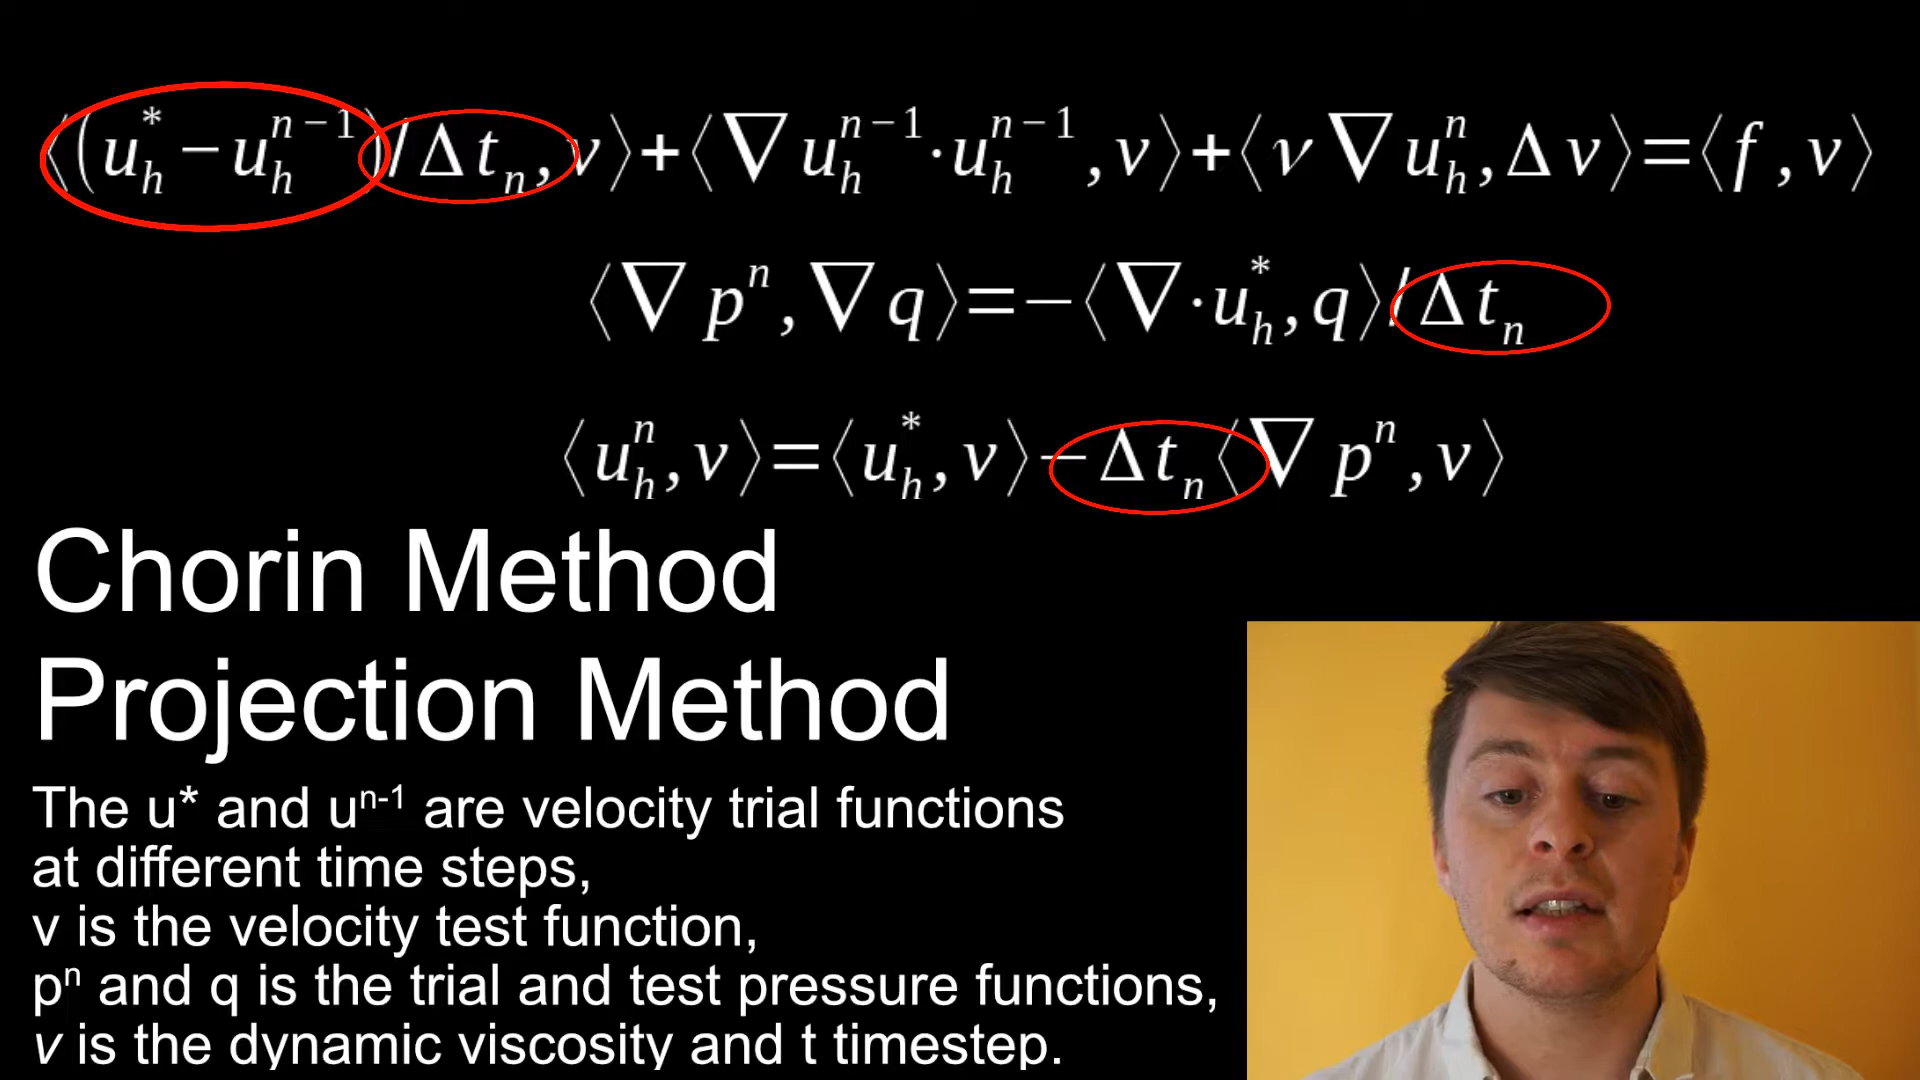 ⟨(u_h^* − u_h^{n−1})/Δt_n, v⟩+⟨∇u_h^{n−1}·u_h^{n−1}, v⟩+⟨ν∇u_h^n, Δv⟩=⟨f, v⟩
⟨∇p^n, ∇q⟩=−⟨∇·u_h^*, q⟩/Δt_n
⟨u_h^n, v⟩=⟨u_h^*, v⟩−Δt_n⟨∇p^n, v⟩
Chorin Method
Projection Method
The u* and u^{n-1} are velocity trial functions
at different time steps,
v is the velocity test function,
p^n and q is the trial and test pressure functions,
ν is the dynamic viscosity and t timestep.